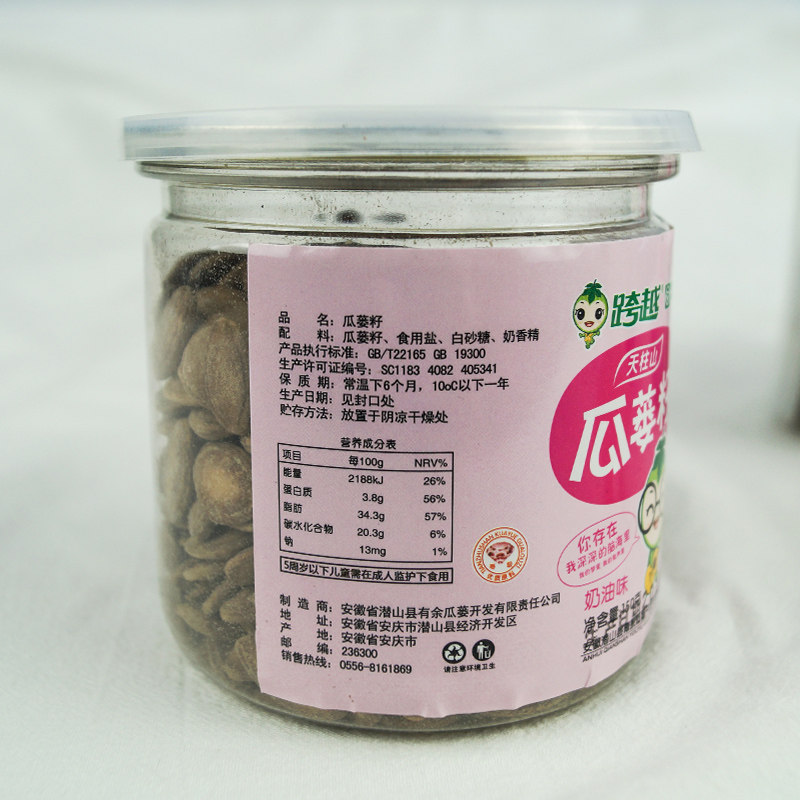 品 名：瓜蒌籽
配 料：瓜蒌籽、食用盐、白砂糖、奶香精
产品执行标准：GB/T22165 GB 19300
生产许可证编号：SC1183 4082 405341
保 质 期：常温下6个月，10oC以下一年
生产日期：见封口处
贮存方法：放置于阴凉干燥处
营养成分表
项目 每100g NRV%
能量 2188kJ 26%
蛋白质 3.8g 56%
脂肪 34.3g 57%
碳水化合物 20.3g 6%
钠 13mg 1%
5周岁以下儿童需在成人监护下食用
制 造 商：安徽省潜山县有余瓜蒌开发有限责任公司
地 址：安徽省安庆市潜山县经济开发区
产 地：安徽省安庆市
邮 编：236300
销售热线：0556-8161869
请注意环境卫生
优质原料
跨越
天柱山
瓜蒌籽
你存在
我深深的脑海里
奶油味
净含量